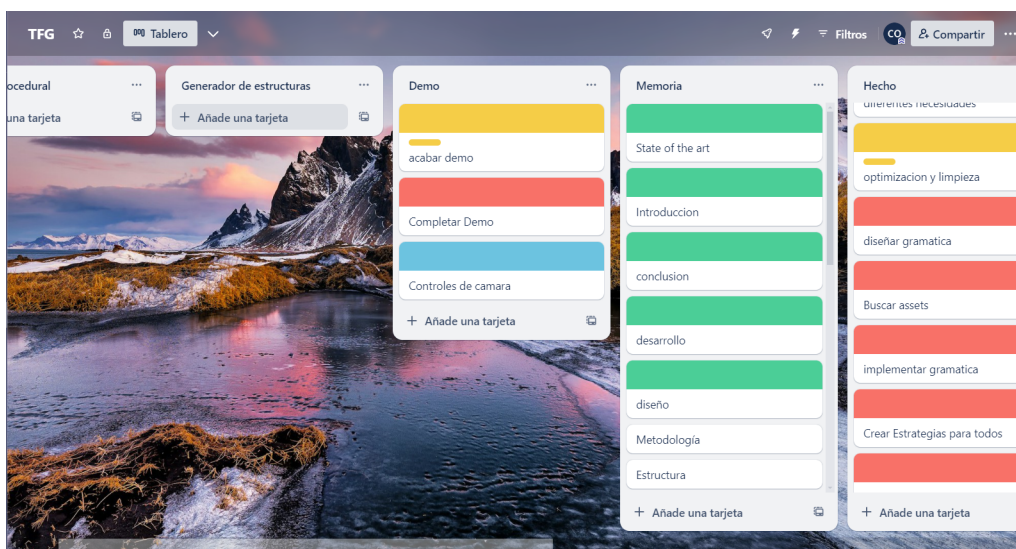 TFG
Tablero
Filtros
CO
Compartir
ocedural
una tarjeta
Generador de estructuras
Añade una tarjeta
Demo
acabar demo
Completar Demo
Controles de camara
Añade una tarjeta
Memoria
State of the art
Introduccion
conclusion
desarrollo
diseño
Metodología
Estructura
Añade una tarjeta
Hecho
diferentes necesidades
optimizacion y limpieza
diseñar gramatica
Buscar assets
implementar gramatica
Crear Estrategias para todos
Añade una tarjeta